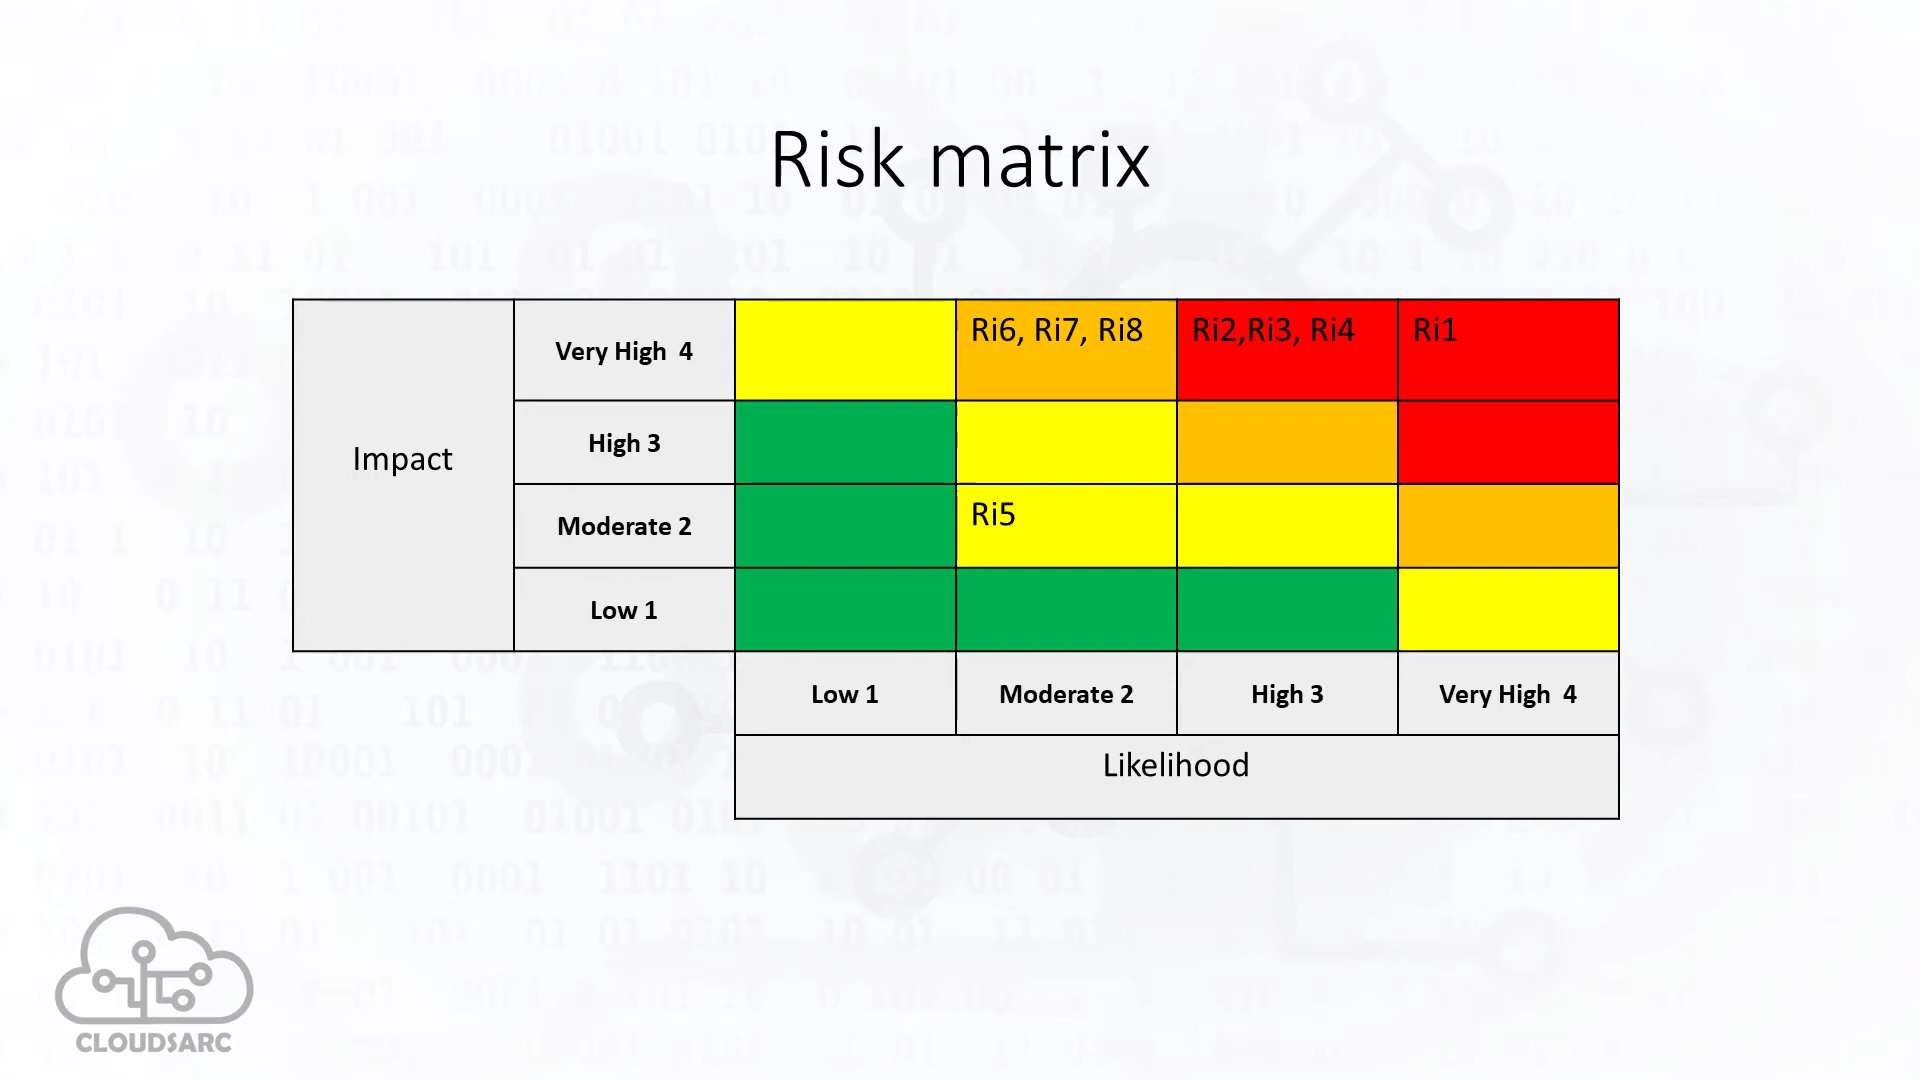 Risk matrix
Very High 4
Ri6, Ri7, Ri8
Ri2,Ri3, Ri4
Ri1
Impact
High 3
Moderate 2
Ri5
Low 1
Low 1
Moderate 2
High 3
Very High 4
Likelihood
CLOUDSARC